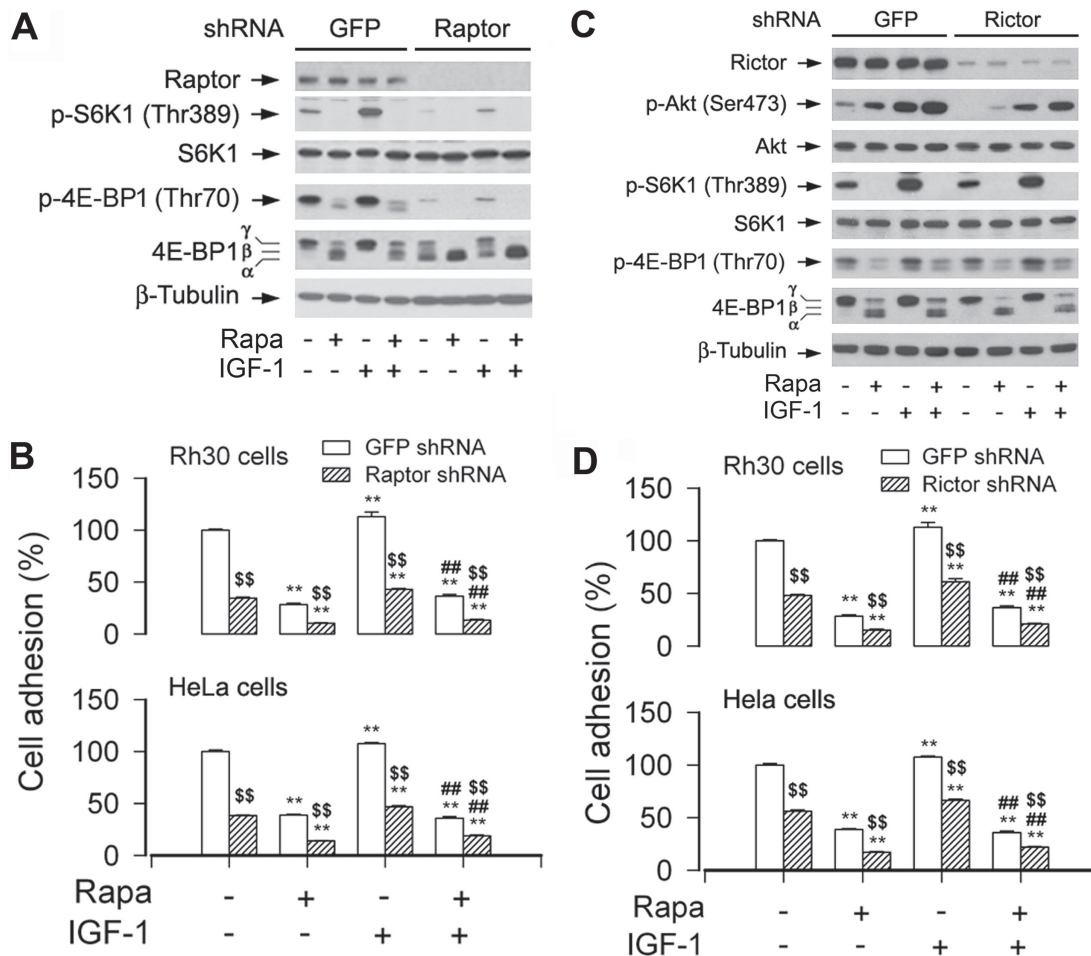 A
shRNA GFP Raptor
Raptor
p-S6K1 (Thr389)
S6K1
p-4E-BP1 (Thr70)
4E-BP1 γ β α
β-Tubulin
Rapa - + - + - + - +
IGF-1 - - + + - - + +
B
Rh30 cells
GFP shRNA
Raptor shRNA
Cell adhesion (%)
150
100
50
0
$$
**
$$
**
**
$$
**
##
**
$$
##
**
HeLa cells
150
100
50
0
$$
**
$$
**
**
$$
**
##
**
$$
##
**
Rapa - + - +
IGF-1 - - + +
C
shRNA GFP Rictor
Rictor
p-Akt (Ser473)
Akt
p-S6K1 (Thr389)
S6K1
p-4E-BP1 (Thr70)
4E-BP1 γ β α
β-Tubulin
Rapa - + - + - + - +
IGF-1 - - + + - - + +
D
Rh30 cells
GFP shRNA
Rictor shRNA
Cell adhesion (%)
150
100
50
0
$$
**
$$
**
**
$$
**
##
**
$$
##
**
Hela cells
150
100
50
0
$$
**
$$
**
**
$$
**
##
**
$$
##
**
Rapa - + - +
IGF-1 - - + +